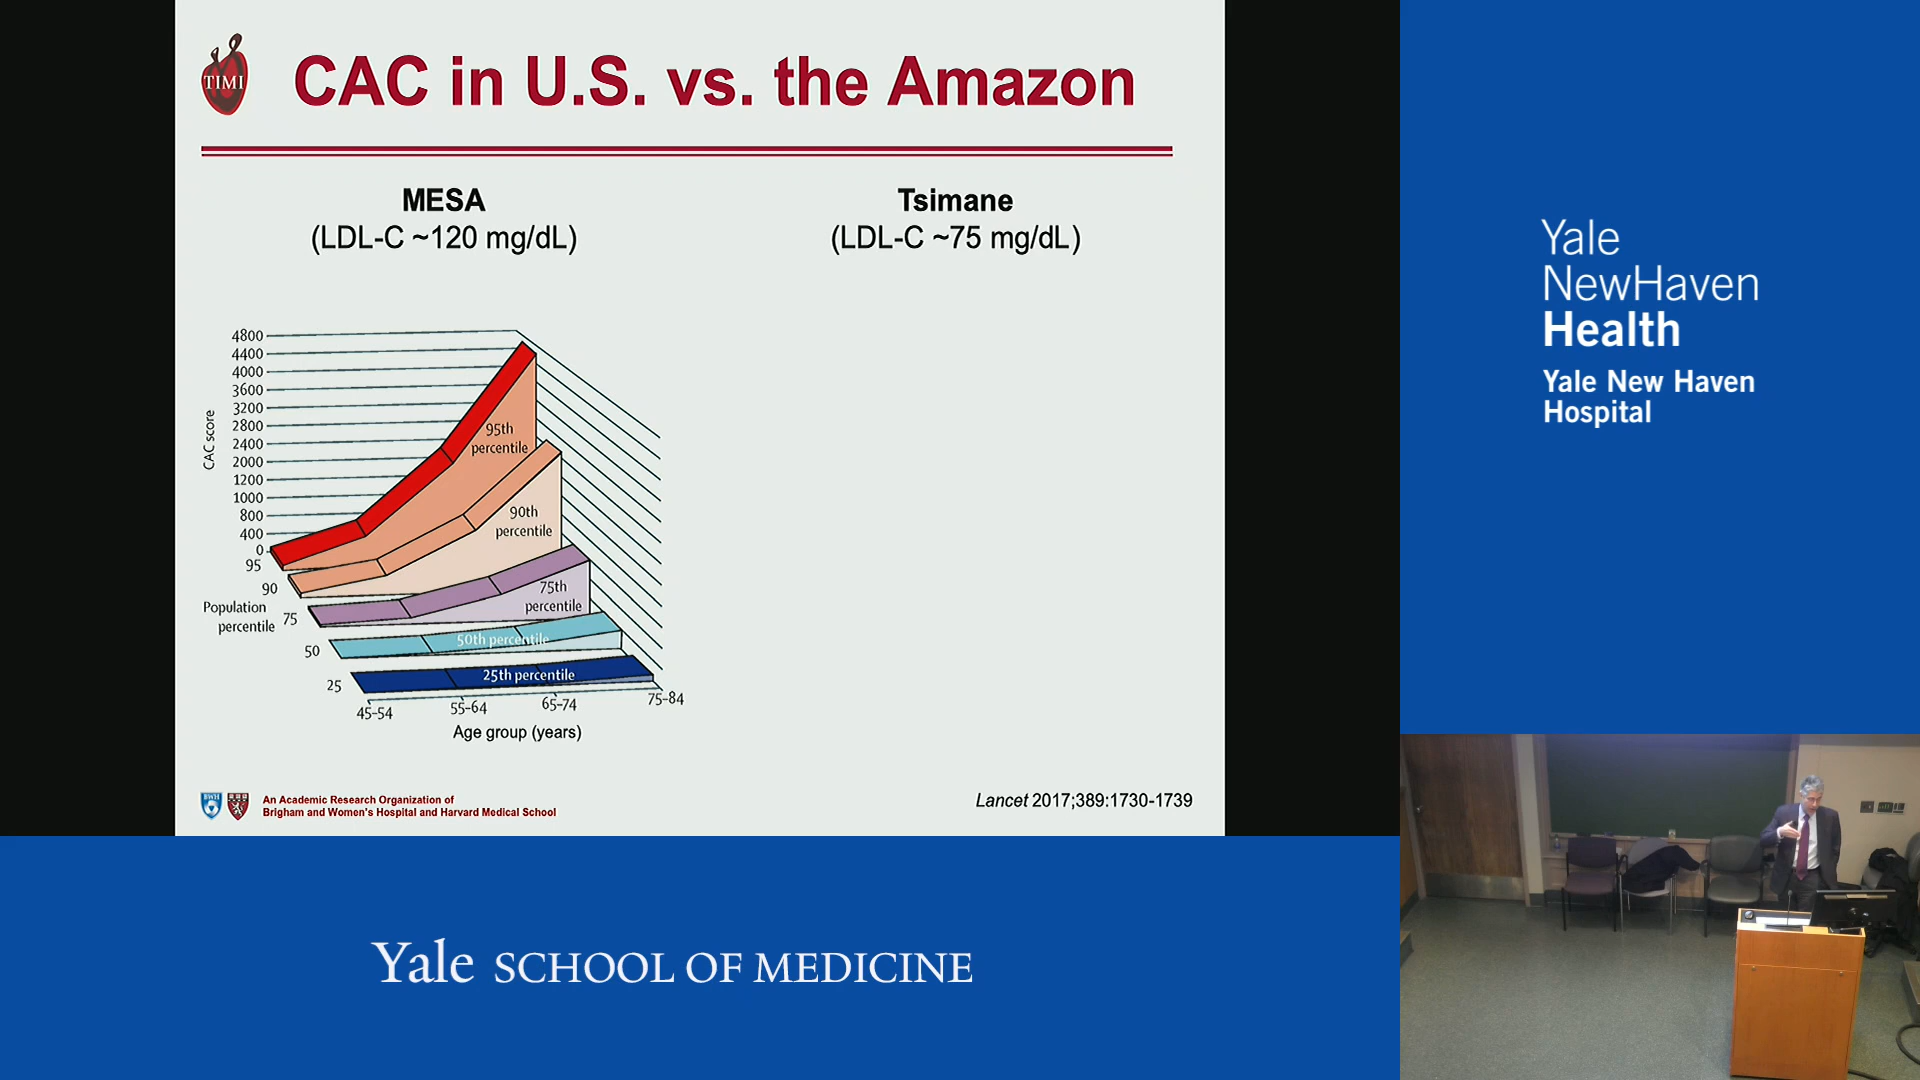 TIMI
CAC in U.S. vs. the Amazon
MESA
(LDL-C ~120 mg/dL)
Tsimane
(LDL-C ~75 mg/dL)
CAC score
4800
4400
4000
3600
3200
2800
2400
2000
1200
1000
800
400
0
95
90
75
50
25
Population
percentile
95th
percentile
90th
percentile
75th
percentile
50th percentile
25th percentile
45-54
55-64
65-74
75-84
Age group (years)
BWH
An Academic Research Organization of
Brigham and Women's Hospital and Harvard Medical School
Lancet 2017;389:1730-1739
Yale
NewHaven
Health
Yale New Haven
Hospital
Yale SCHOOL OF MEDICINE